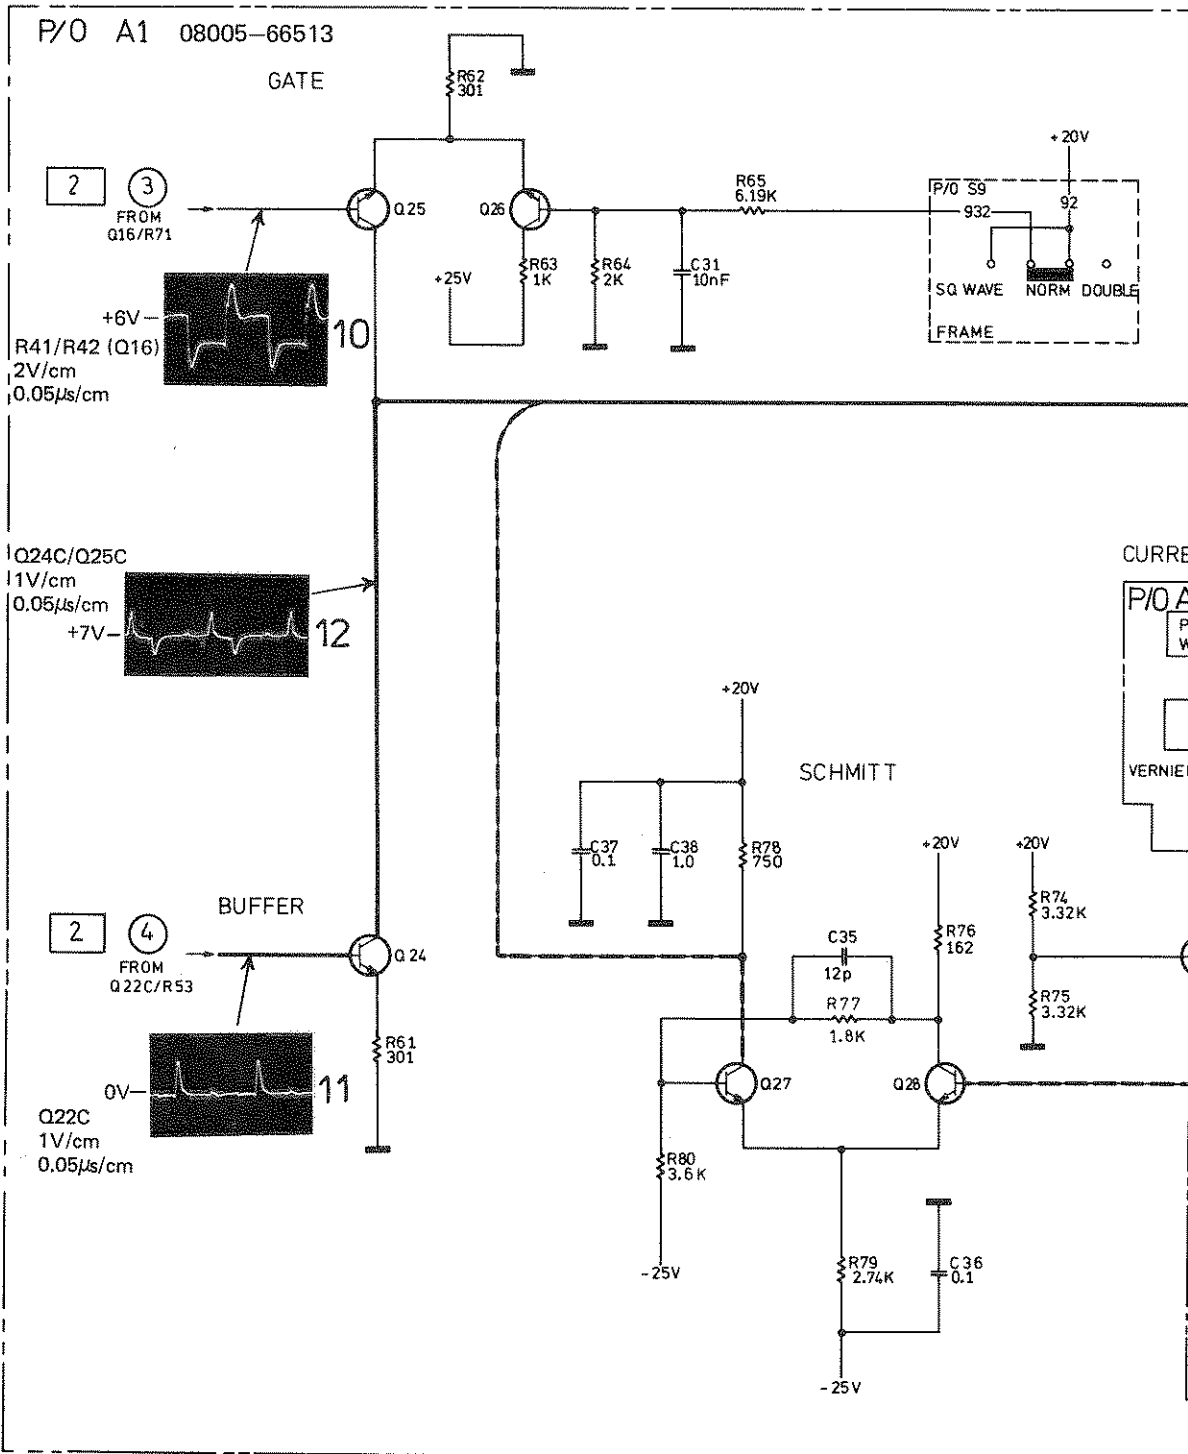 P/O A1 08005-66513
GATE
R62
301
+20V
2
3
FROM
Q16/R71
Q25
Q26
R65
6.19K
P/O S9
932
92
+25V
R63
1K
R64
2K
C31
10nF
SQ WAVE NORM DOUBLE
FRAME
+6V
10
R41/R42 (Q16)
2V/cm
0.05µs/cm
Q24C/Q25C
1V/cm
0.05µs/cm
+7V
12
CURRE
P/O A
P
W
VERNIE
+20V
SCHMITT
C37
0.1
C38
1.0
R78
750
+20V
+20V
R74
3.32K
BUFFER
2
4
FROM
Q22C/R53
Q24
C35
12p
R76
162
R77
1.8K
R75
3.32K
R61
301
0V
11
Q22C
1V/cm
0.05µs/cm
Q27
Q28
R80
3.6K
-25V
R79
2.74K
C36
0.1
-25V